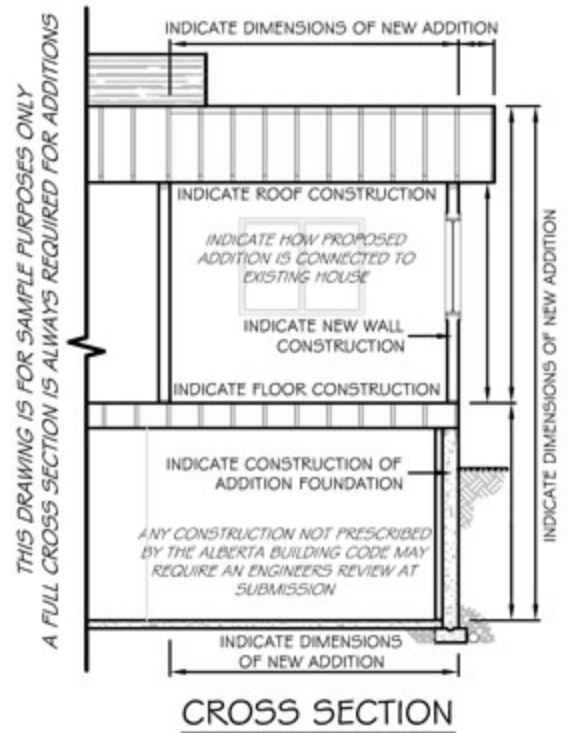 INDICATE DIMENSIONS OF NEW ADDITION
THIS DRAWING IS FOR SAMPLE PURPOSES ONLY
A FULL CROSS SECTION IS ALWAYS REQUIRED FOR ADDITIONS
INDICATE ROOF CONSTRUCTION
INDICATE HOW PROPOSED
ADDITION IS CONNECTED TO
EXISTING HOUSE
INDICATE NEW WALL
CONSTRUCTION
INDICATE FLOOR CONSTRUCTION
INDICATE DIMENSIONS OF NEW ADDITION
INDICATE CONSTRUCTION OF
ADDITION FOUNDATION
ANY CONSTRUCTION NOT PRESCRIBED
BY THE ALBERTA BUILDING CODE MAY
REQUIRE AN ENGINEERS REVIEW AT
SUBMISSION
INDICATE DIMENSIONS
OF NEW ADDITION
CROSS SECTION